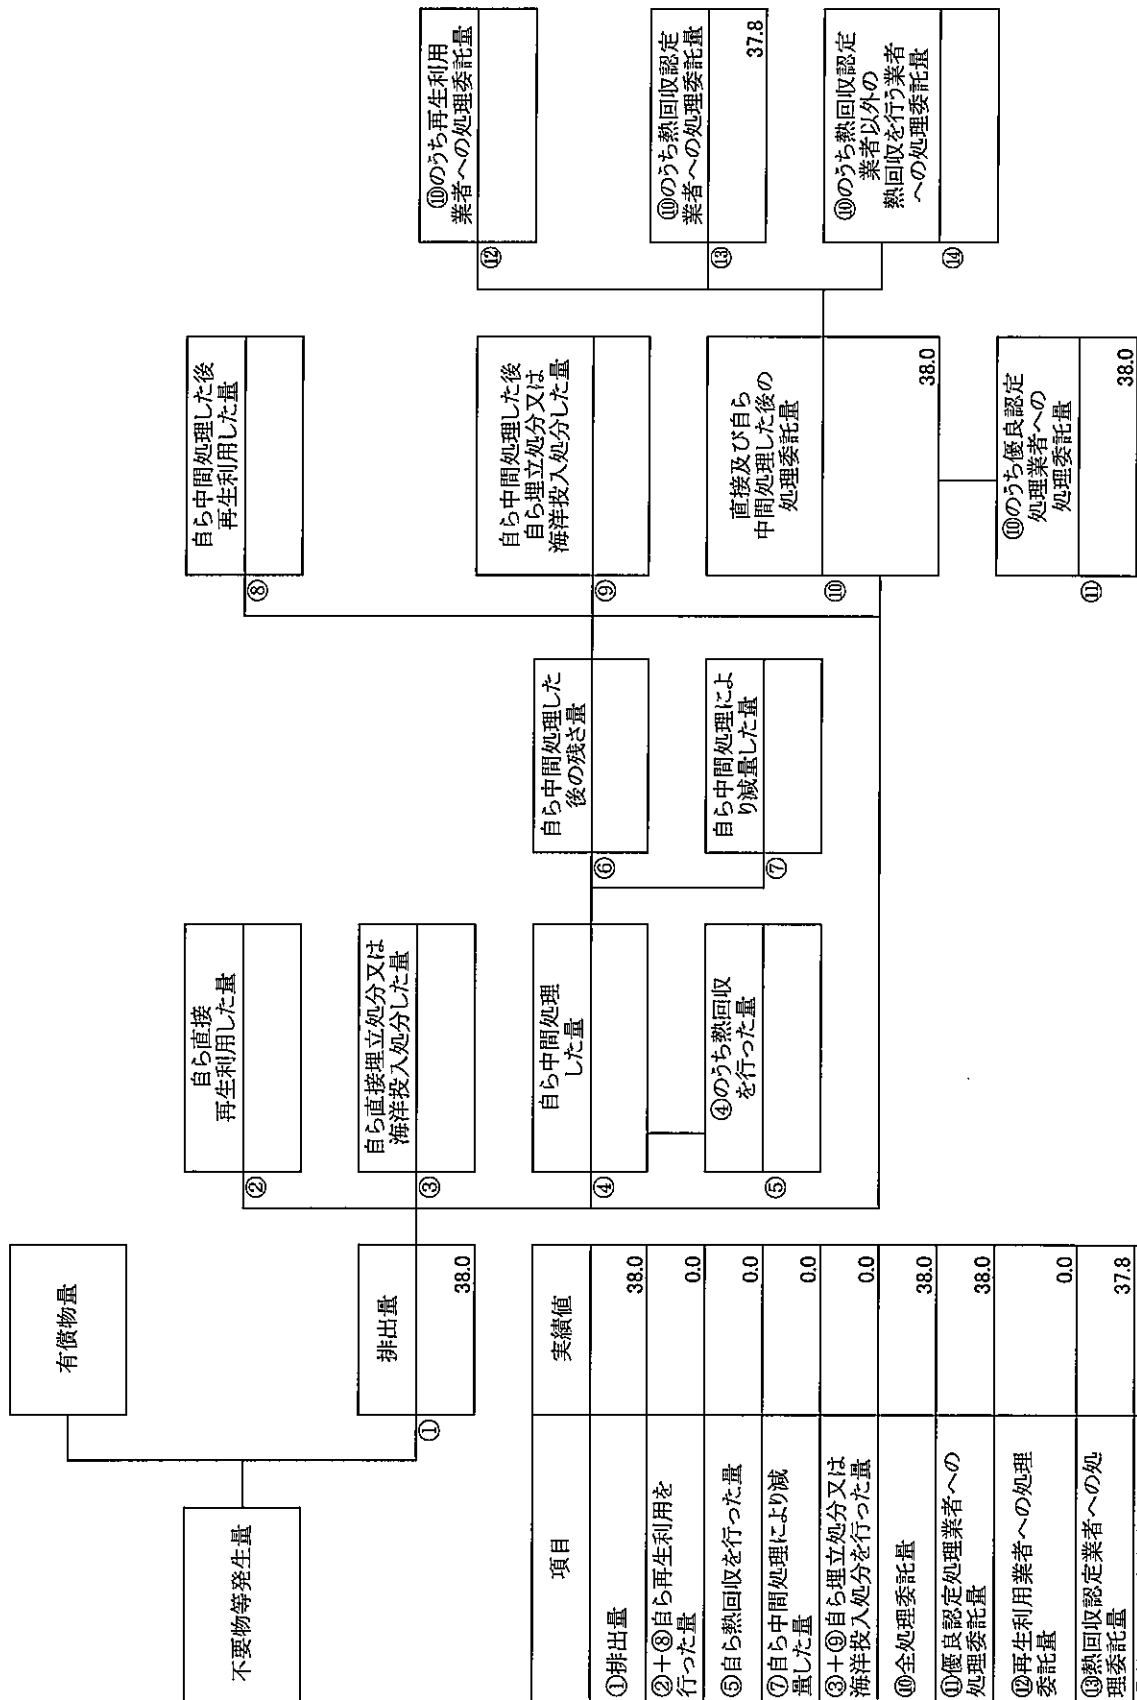 不要物等発生量
有償物量
①
排出量
38.0
②
自ら直接
再生利用した量
③
自ら直接埋立処分又は
海洋投入処分した量
④
自ら中間処理
した量
⑤
④のうち熱回収
を行った量
⑥
自ら中間処理した
後の残さ量
⑦
自ら中間処理によ
り減量した量
⑧
自ら中間処理した後
再生利用した量
⑨
自ら中間処理した後
自ら埋立処分又は
海洋投入処分した量
⑩
直接及び自ら
中間処理した後の
処理委託量
38.0
⑪
⑩のうち優良認定
処理業者への
処理委託量
38.0
⑫
⑩のうち再生利用
業者への処理委託量
⑬
⑩のうち熱回収認定
業者への処理委託量
37.8
⑭
⑩のうち熱回収認定
業者以外の
熱回収を行う業者
への処理委託量
項目 実績値
①排出量 38.0
②+⑧自ら再生利用を
行った量 0.0
⑤自ら熱回収を行った量 0.0
⑦自ら中間処理により減
量した量 0.0
③+⑨自ら埋立処分又は
海洋投入処分を行った量 0.0
⑩全処理委託量 38.0
⑪優良認定処理業者への
処理委託量 38.0
⑫再生利用業者への処理
委託量 0.0
⑬熱回収認定業者への処
理委託量 37.8